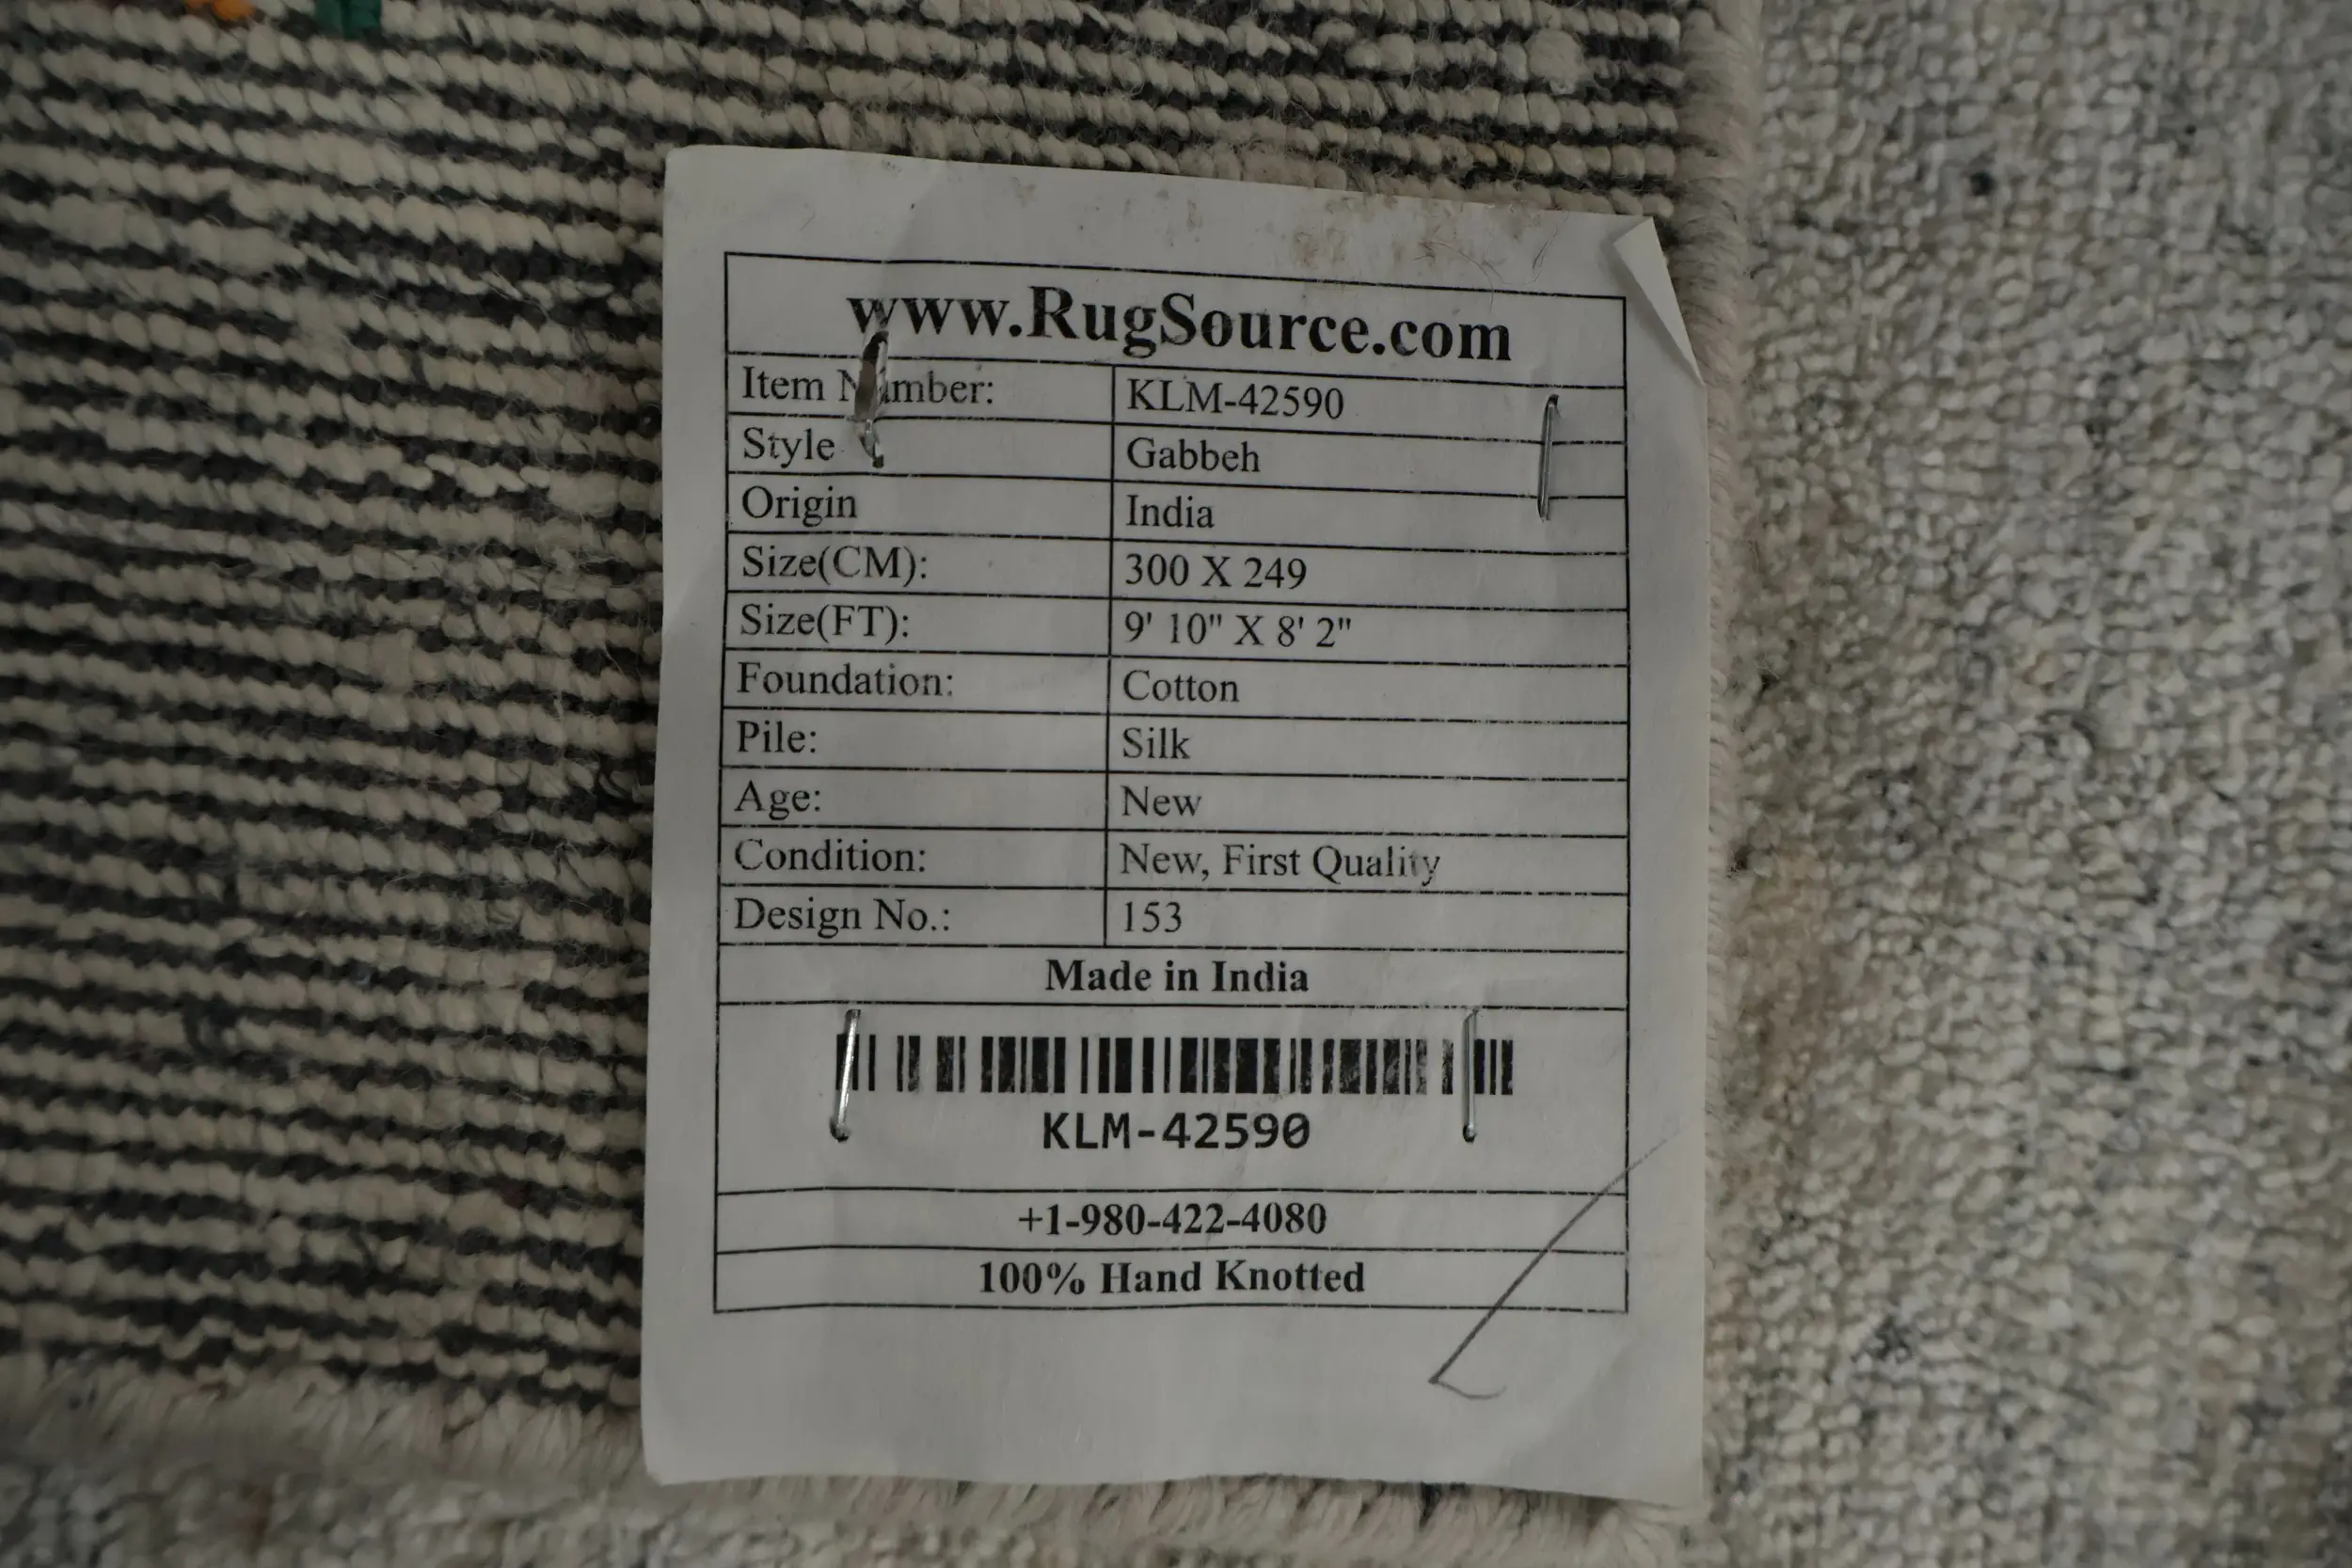 www.RugSource.com
Item Number: KLM-42590
Style Gabbeh
Origin India
Size(CM): 300 X 249
Size(FT): 9' 10" X 8' 2"
Foundation: Cotton
Pile: Silk
Age: New
Condition: New, First Quality
Design No.: 153
Made in India
KLM-42590
+1-980-422-4080
100% Hand Knotted